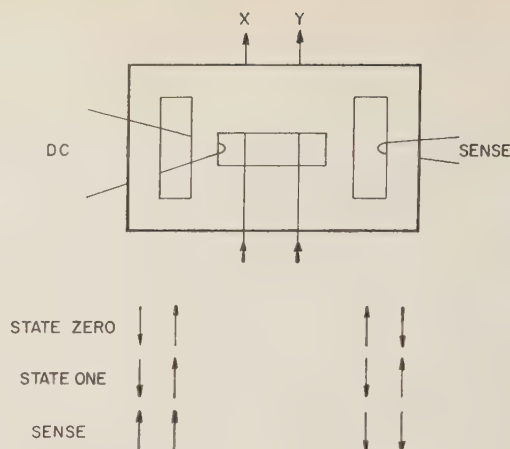 X Y
DC
SENSE
STATE ZERO
STATE ONE
SENSE